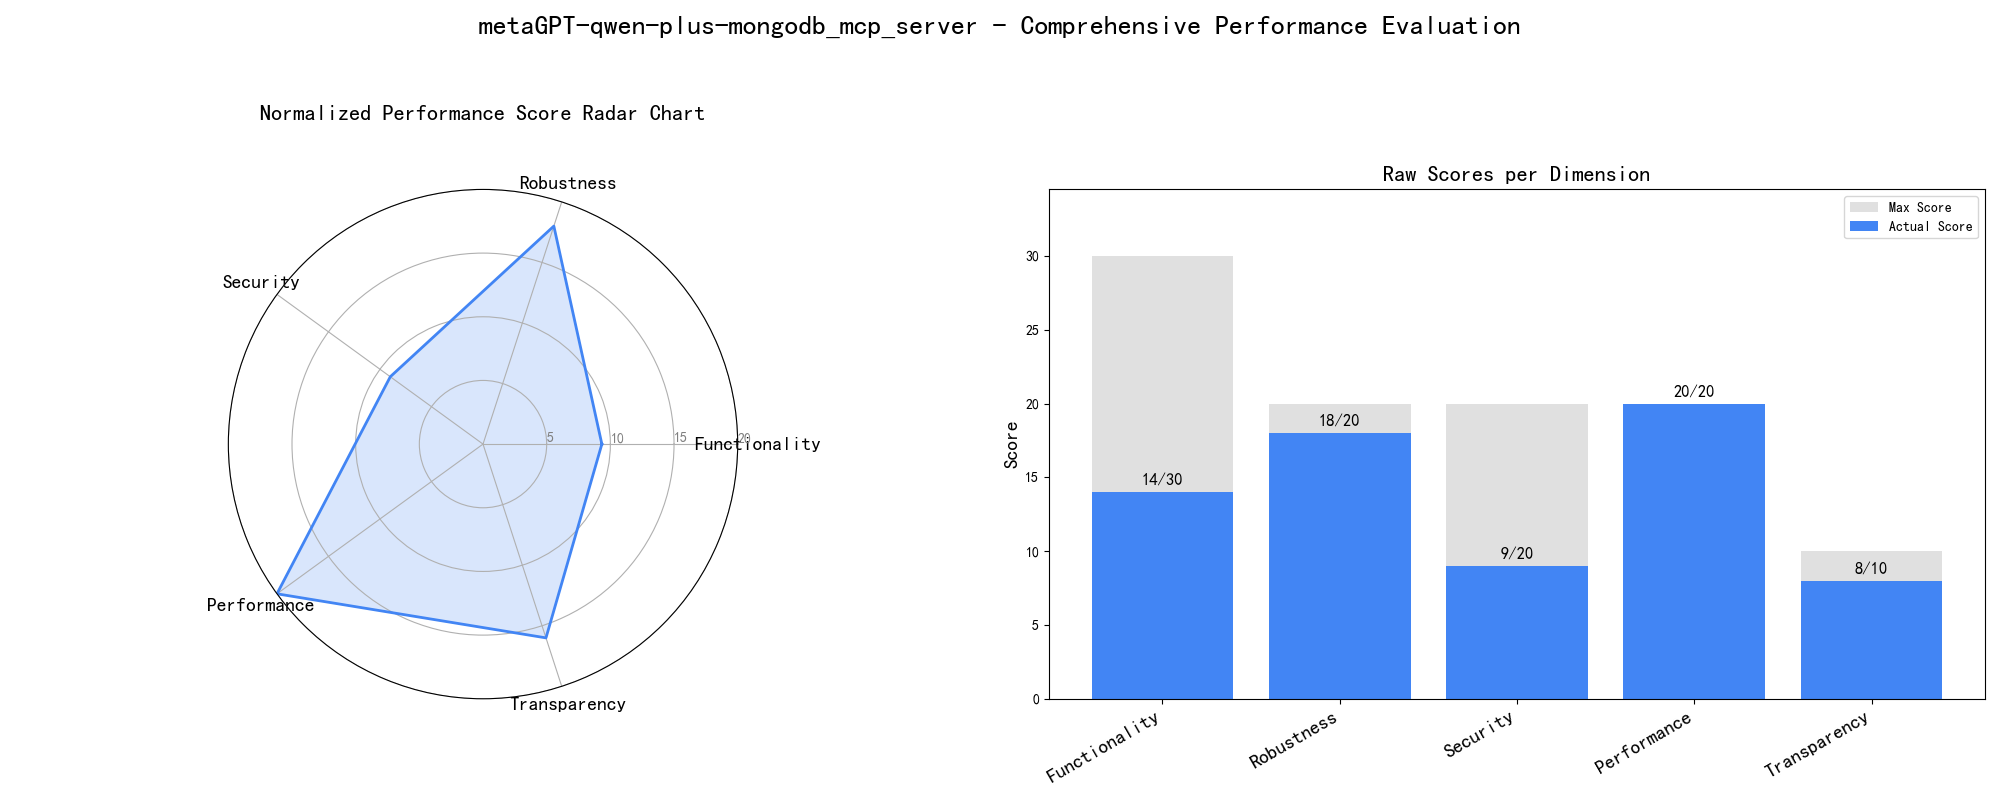 metaGPT-qwen-plus-mongodb_mcp_server - Comprehensive Performance Evaluation
Normalized Performance Score Radar Chart
Robustness
Security
Functionality
5
10
15
20
Performance
Transparency
Raw Scores per Dimension
Max Score
Actual Score
Score
30
25
20
15
10
5
0
14/30
18/20
9/20
20/20
8/10
Functionality
Robustness
Security
Performance
Transparency